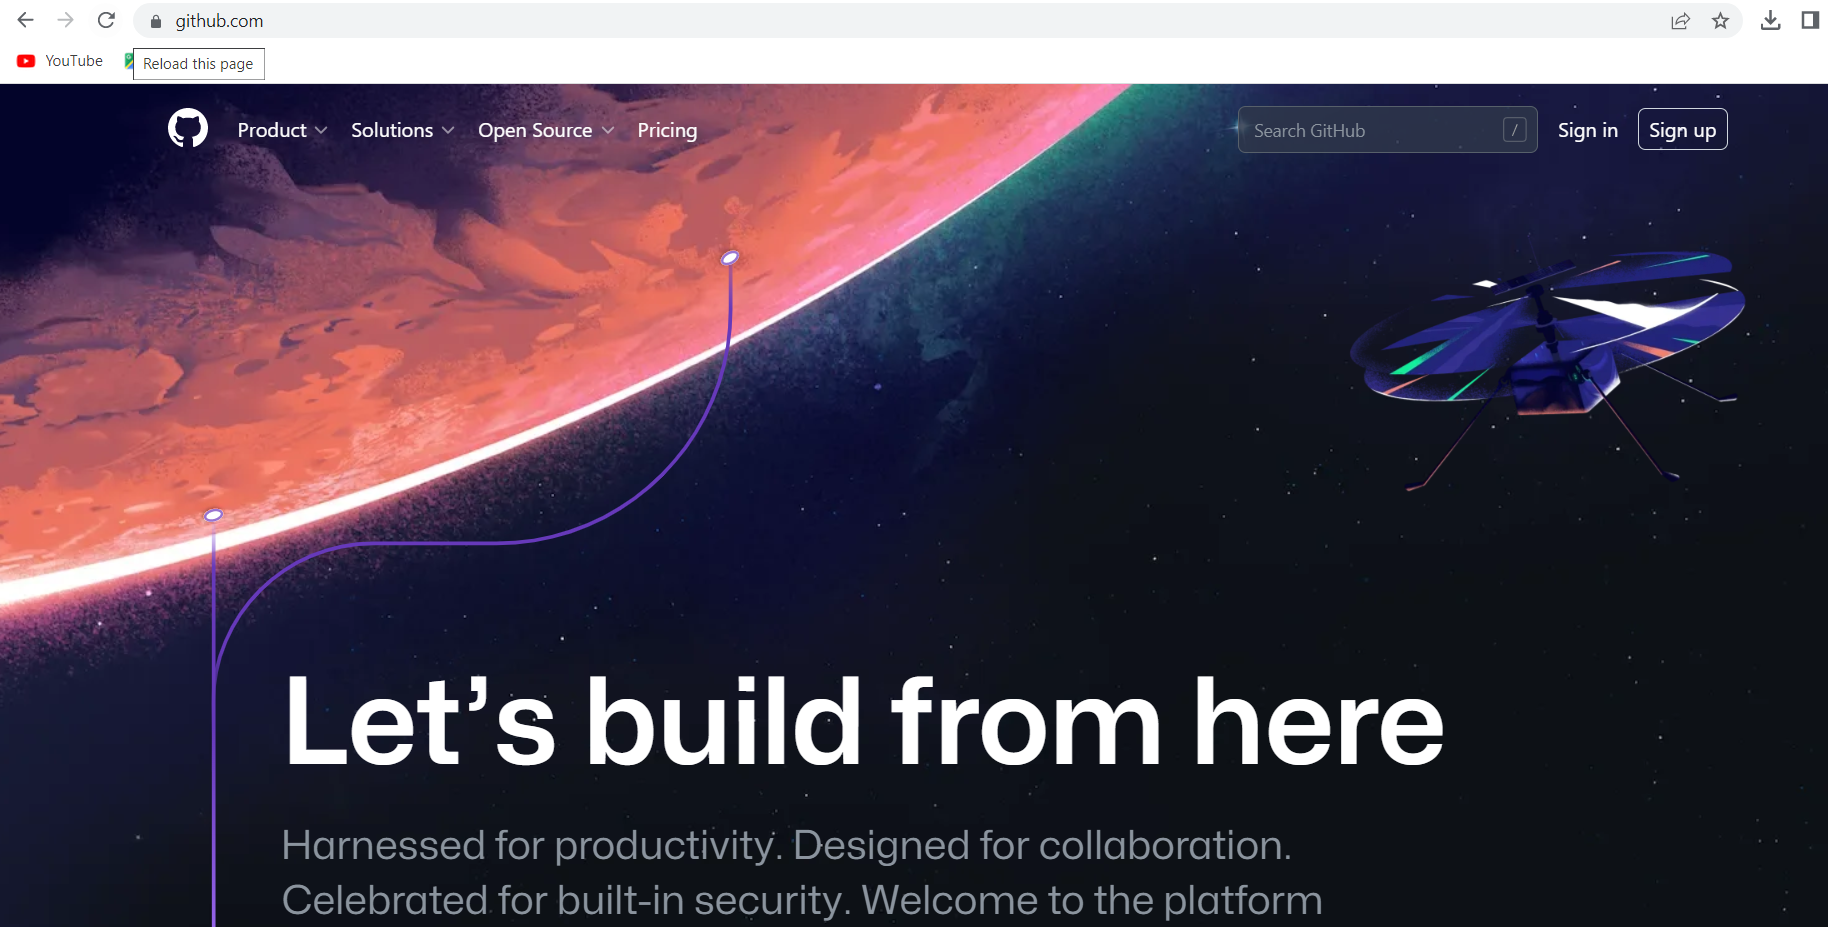 github.com
YouTube
Reload this page
Product
Solutions
Open Source
Pricing
Search GitHub
/
Sign in
Sign up
Let’s build from here
Harnessed for productivity. Designed for collaboration.
Celebrated for built-in security. Welcome to the platform